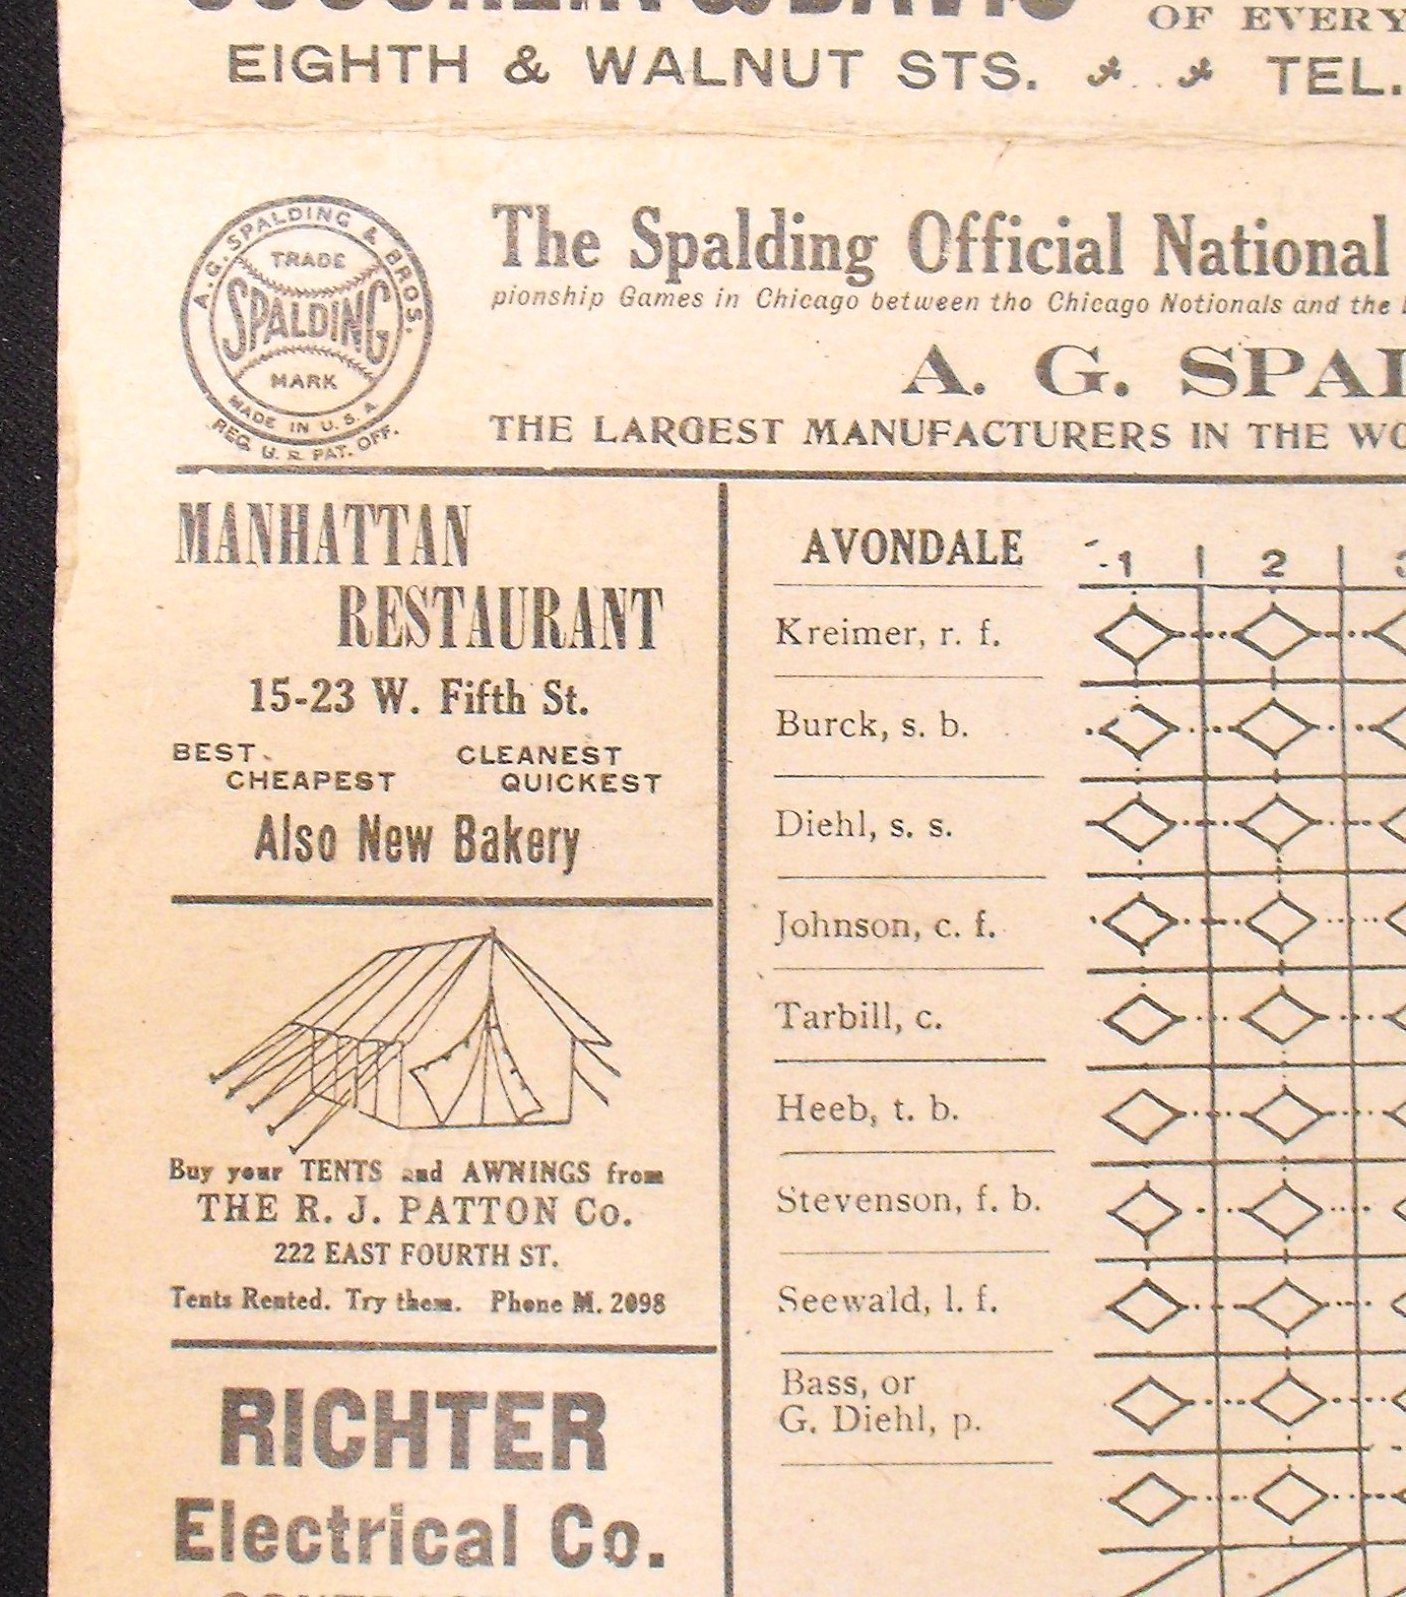 OF EVERY
EIGHTH & WALNUT STS. TEL.
A.G. SPALDING & BROS.
TRADE
SPALDING
MARK
MADE IN U.S.A.
REG. U.S. PAT. OFF.
The Spalding Official National
pionship Games in Chicago between tho Chicago Notionals and the
A. G. SPAL
THE LARGEST MANUFACTURERS IN THE WO
MANHATTAN
RESTAURANT
15-23 W. Fifth St.
BEST CLEANEST
CHEAPEST QUICKEST
Also New Bakery
Buy your TENTS and AWNINGS from
THE R. J. PATTON Co.
222 EAST FOURTH ST.
Tents Rented. Try them. Phone M. 2098
RICHTER
Electrical Co.
AVONDALE 1 2 3
Kreimer, r. f.
Burck, s. b.
Diehl, s. s.
Johnson, c. f.
Tarbill, c.
Heeb, t. b.
Stevenson, f. b.
Seewald, l. f.
Bass, or
G. Diehl, p.